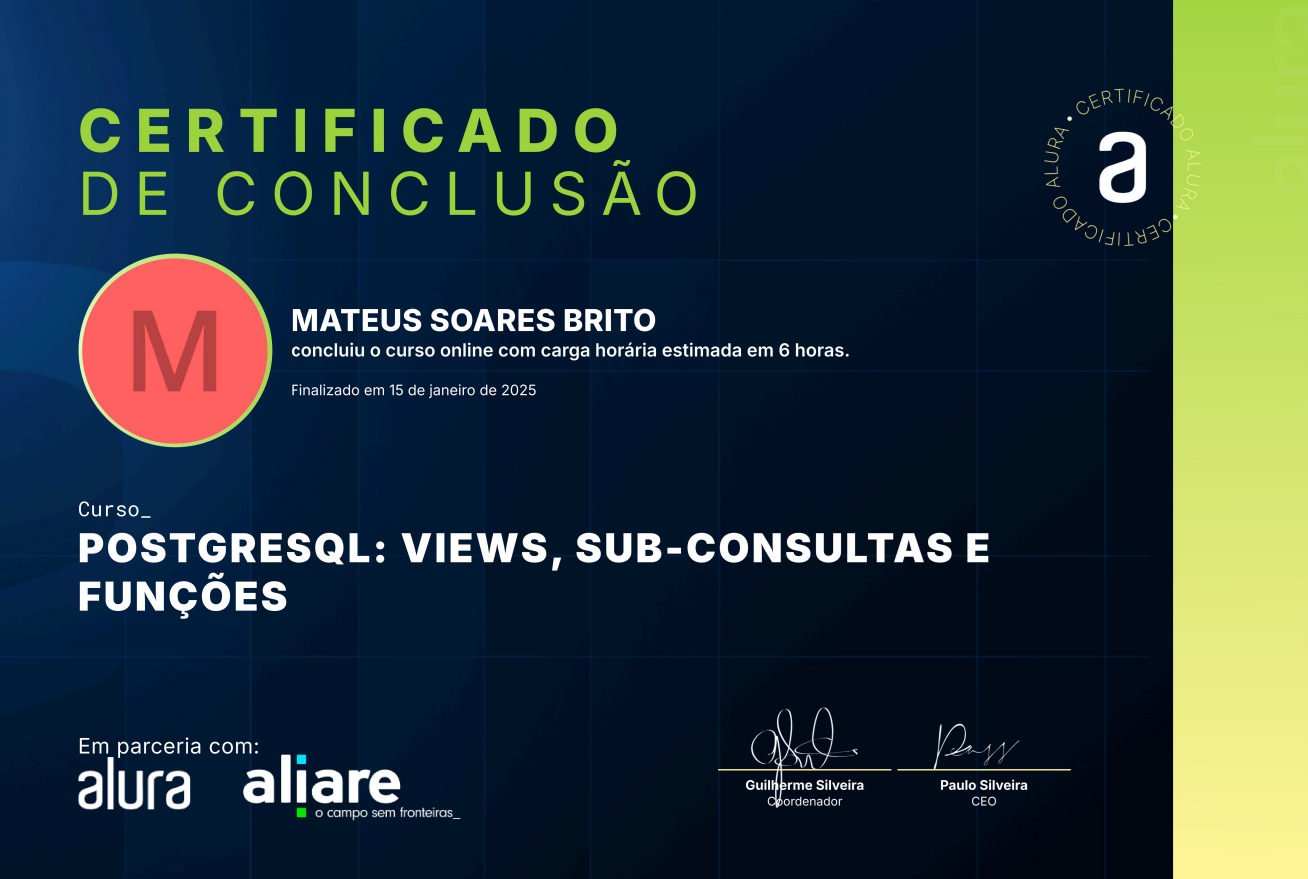 CERTIFICADO
DE CONCLUSÃO
CERTIFICADO ALURA • CERTIFICADO ALURA •
a
M
MATEUS SOARES BRITO
concluiu o curso online com carga horária estimada em 6 horas.
Finalizado em 15 de janeiro de 2025
Curso_
POSTGRESQL: VIEWS, SUB-CONSULTAS E
FUNÇÕES
Em parceria com:
alura
aliare
o campo sem fronteiras_
Guilherme Silveira
Coordenador
Paulo Silveira
CEO